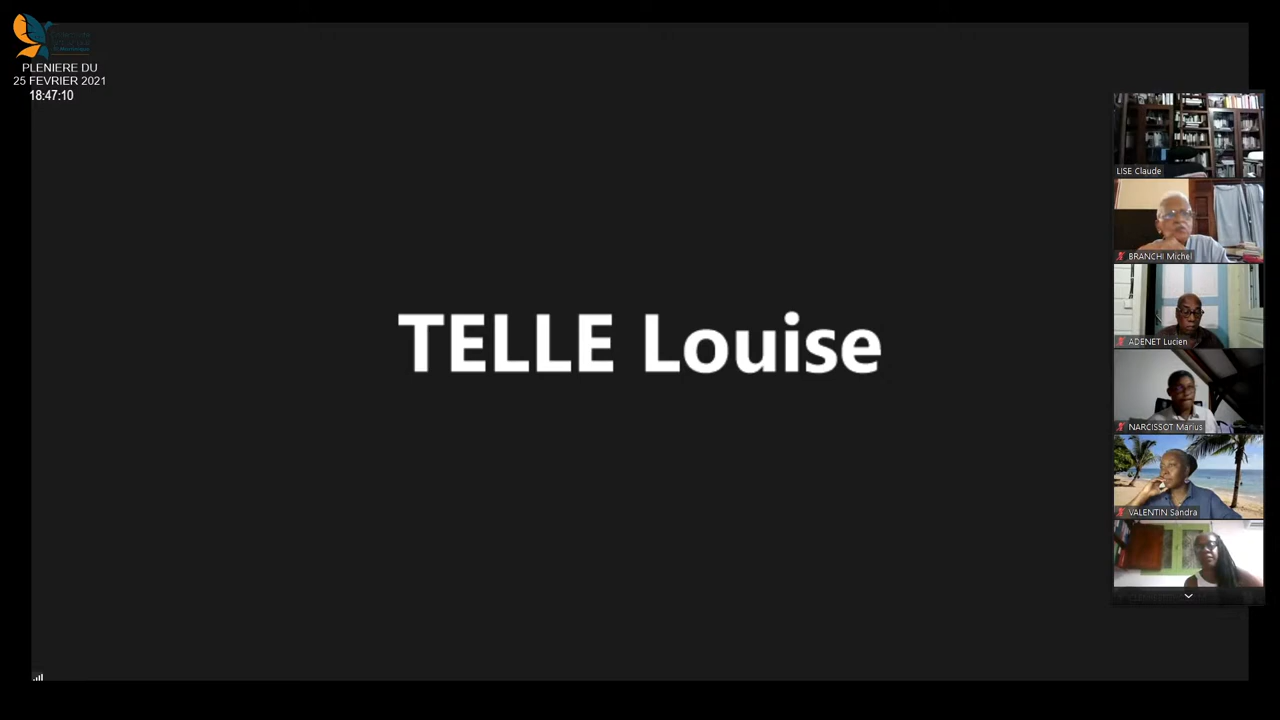 PLENIERE DU
25 FEVRIER 2021
18:47:10
TELLE Louise
LISE Claude
BRANCHI Michel
ADENET Lucien
NARCISSOT Marius
VALENTIN Sandra